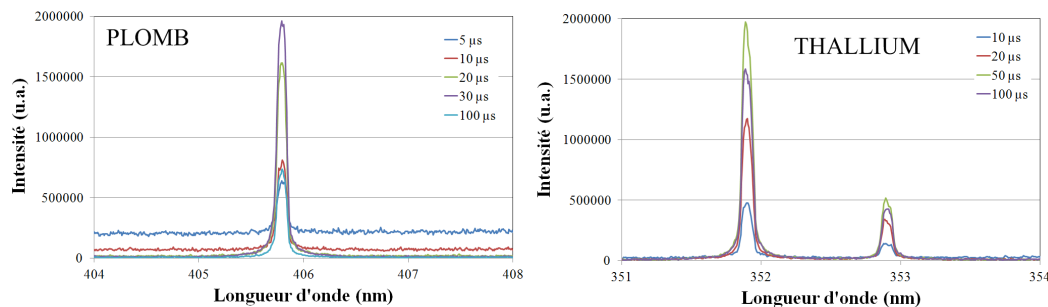 PLOMB
Intensité (u.a.)
2000000
1500000
1000000
500000
0
5 µs
10 µs
20 µs
30 µs
100 µs
404 405 406 407 408
Longueur d'onde (nm)
THALLIUM
Intensité (u.a.)
2000000
1500000
1000000
500000
0
10 µs
20 µs
50 µs
100 µs
351 352 353 354
Longueur d'onde (nm)